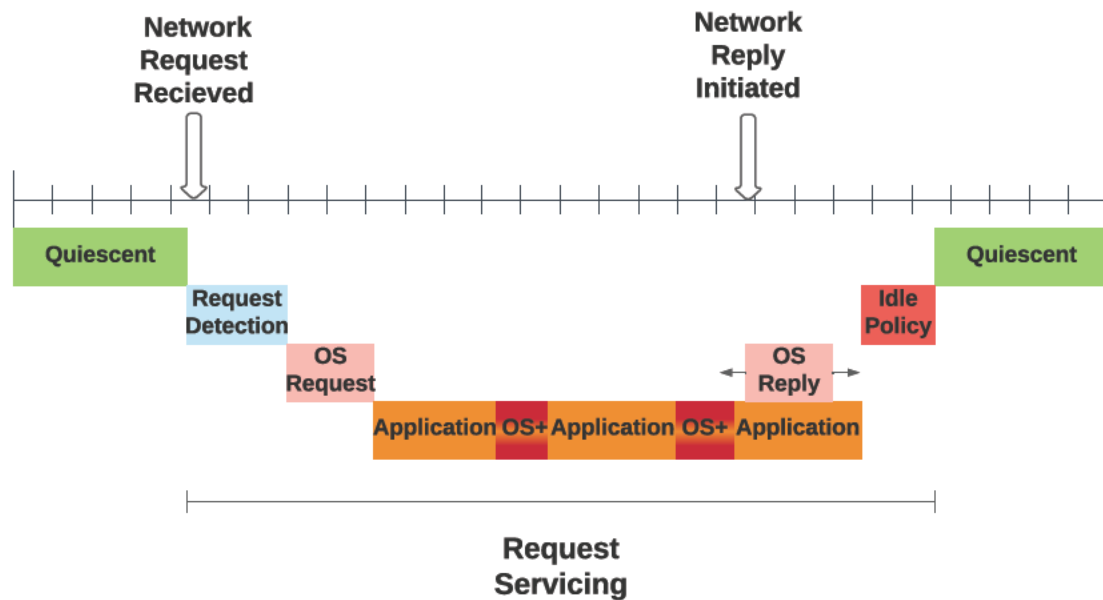 Network
Request
Recieved
Network
Reply
Initiated
Quiescent
Quiescent
Request
Detection
Idle
Policy
OS
Request
OS
Reply
Application OS+ Application OS+ Application
Request
Servicing